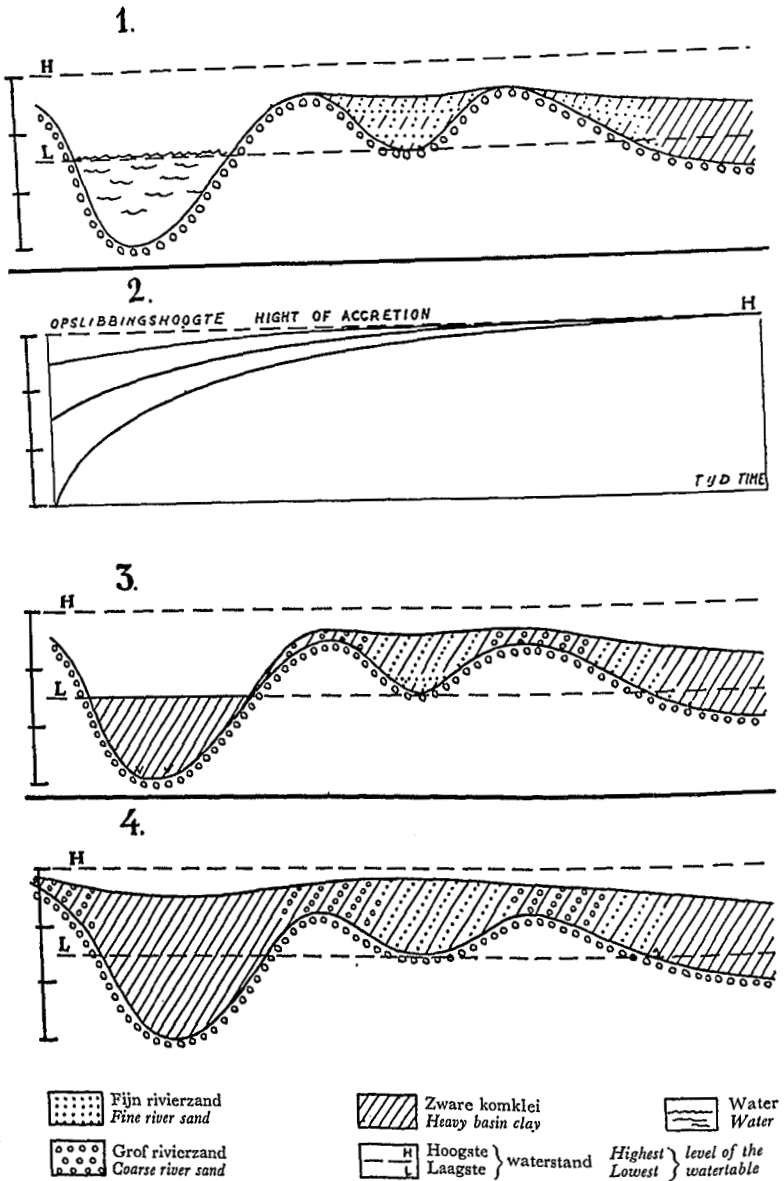 1.
H
L
2.
OPSLIBBINGSHOOGTE HIGHT OF ACCRETION
H
TYD TIME
3.
H
L
4.
H
L
Fijn rivierzand
Fine river sand
Grof rivierzand
Coarse river sand
Zware komklei
Heavy basin clay
Water
Water
H Hoogste
L Laagste
waterstand
Highest level of the
Lowest watertable